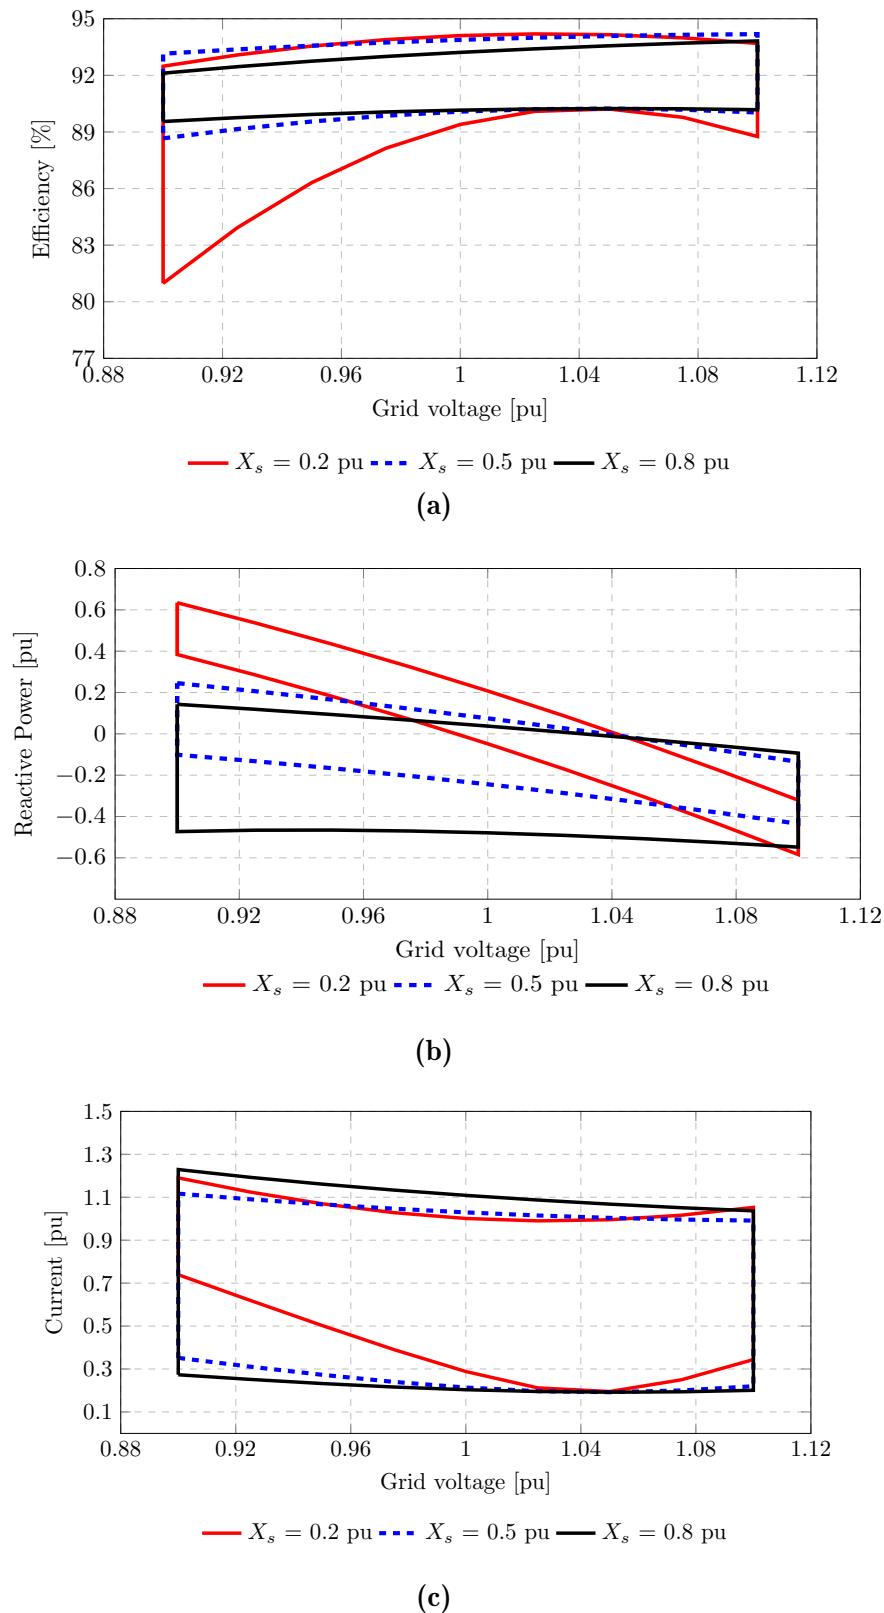 95
92
89
86
83
80
77
Efficiency [%]
0.88 0.92 0.96 1 1.04 1.08 1.12
Grid voltage [pu]
X_s = 0.2 pu X_s = 0.5 pu X_s = 0.8 pu
(a)
0.8
0.6
0.4
0.2
0
−0.2
−0.4
−0.6
Reactive Power [pu]
0.88 0.92 0.96 1 1.04 1.08 1.12
Grid voltage [pu]
X_s = 0.2 pu X_s = 0.5 pu X_s = 0.8 pu
(b)
1.5
1.3
1.1
0.9
0.7
0.5
0.3
0.1
Current [pu]
0.88 0.92 0.96 1 1.04 1.08 1.12
Grid voltage [pu]
X_s = 0.2 pu X_s = 0.5 pu X_s = 0.8 pu
(c)